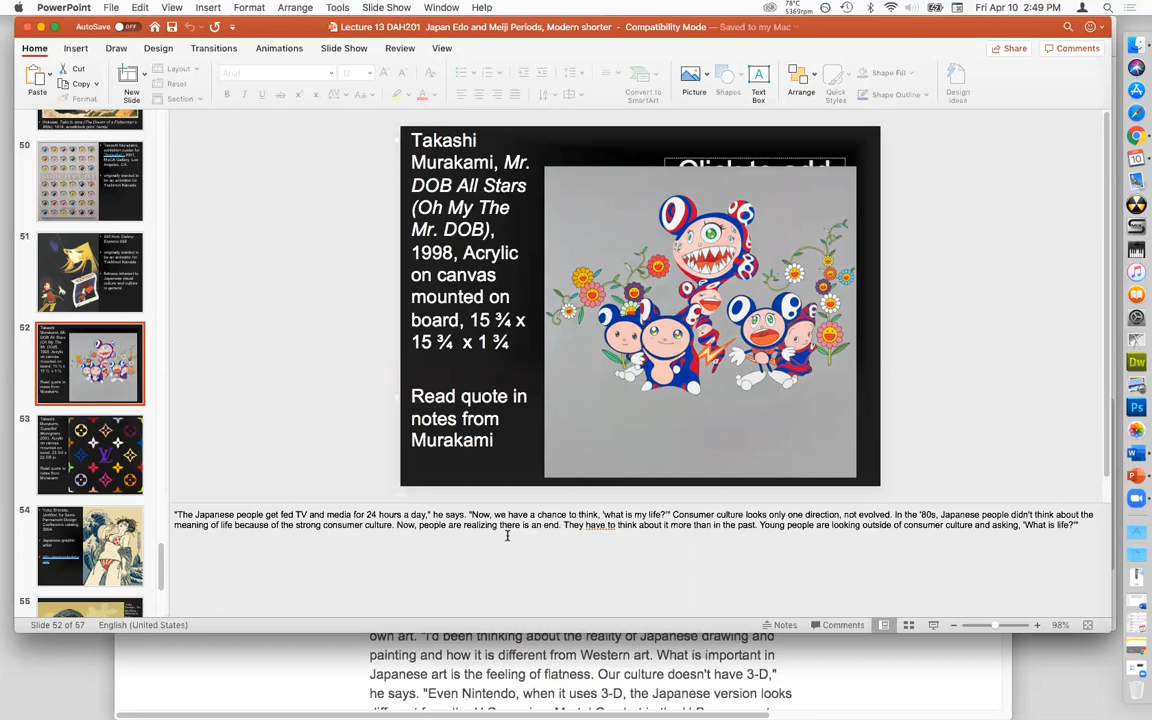 PowerPoint File Edit View Insert Format Arrange Tools Slide Show Window Help 78°C 5369rpm Fri Apr 10 2:49 PM
AutoSave OFF Lecture 13 DAH201 Japan Edo and Meiji Periods, Modern shorter - Compatibility Mode — Saved to my Mac
Home Insert Draw Design Transitions Animations Slide Show Review View Share Comments
Paste Cut Copy Format New Slide Layout Reset Section Arial 12 Convert to SmartArt Picture Shapes Text Box Arrange Quick Styles Shape Fill Shape Outline Design Ideas
50
51
52
53
54
55
Takashi
Murakami, Mr.
DOB All Stars
(Oh My The
Mr. DOB),
1998, Acrylic
on canvas
mounted on
board, 15 ¾ x
15 ¾ x 1 ¾
Read quote in
notes from
Murakami
Click to add
"The Japanese people get fed TV and media for 24 hours a day," he says. "Now, we have a chance to think, 'what is my life?'" Consumer culture looks only one direction, not evolved. In the '80s, Japanese people didn't think about the
meaning of life because of the strong consumer culture. Now, people are realizing there is an end. They have to think about it more than in the past. Young people are looking outside of consumer culture and asking, 'What is life?'"
Slide 52 of 57 English (United States) Notes Comments 98%
own art. "I'd been thinking about the reality of Japanese drawing and
painting and how it is different from Western art. What is important in
Japanese art is the feeling of flatness. Our culture doesn't have 3-D,"
he says. "Even Nintendo, when it uses 3-D, the Japanese version looks